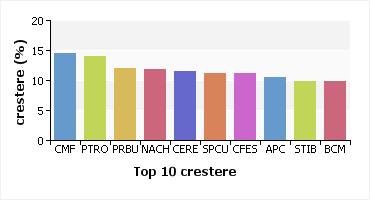 crestere (%)
20
15
10
5
0
CMF PTRO PRBU NACH CERE SPCU CFES APC STIB BCM
Top 10 crestere